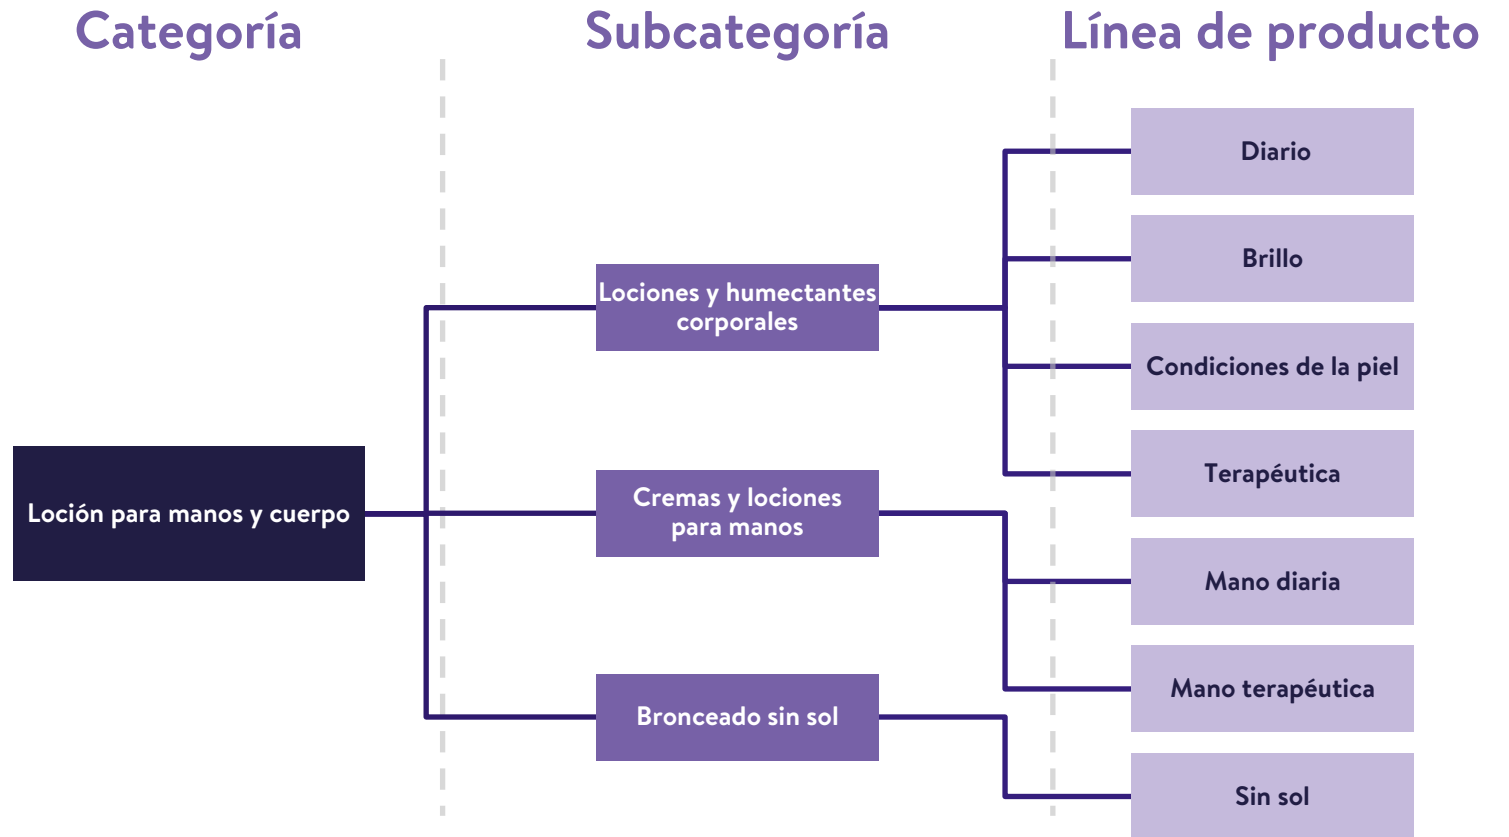 Categoría
Subcategoría
Línea de producto
Diario
Brillo
Lociones y humectantes
corporales
Condiciones de la piel
Terapéutica
Loción para manos y cuerpo
Cremas y lociones
para manos
Mano diaria
Mano terapéutica
Bronceado sin sol
Sin sol